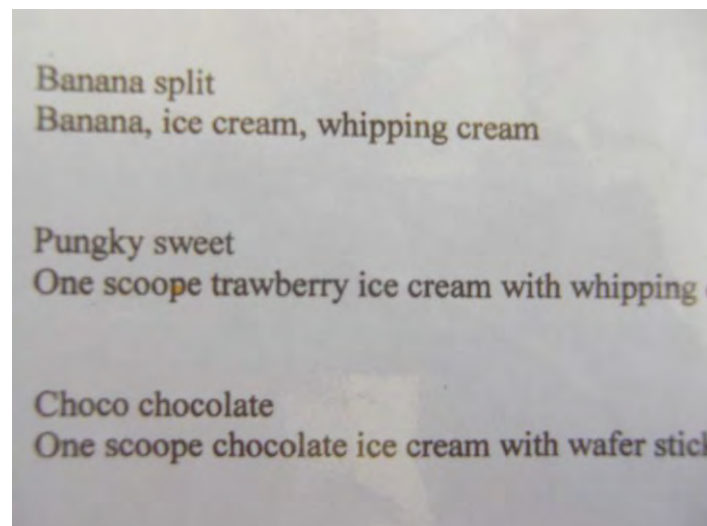 Banana split
Banana, ice cream, whipping cream
Pungky sweet
One scoope trawberry ice cream with whipping
Choco chocolate
One scoope chocolate ice cream with wafer stick